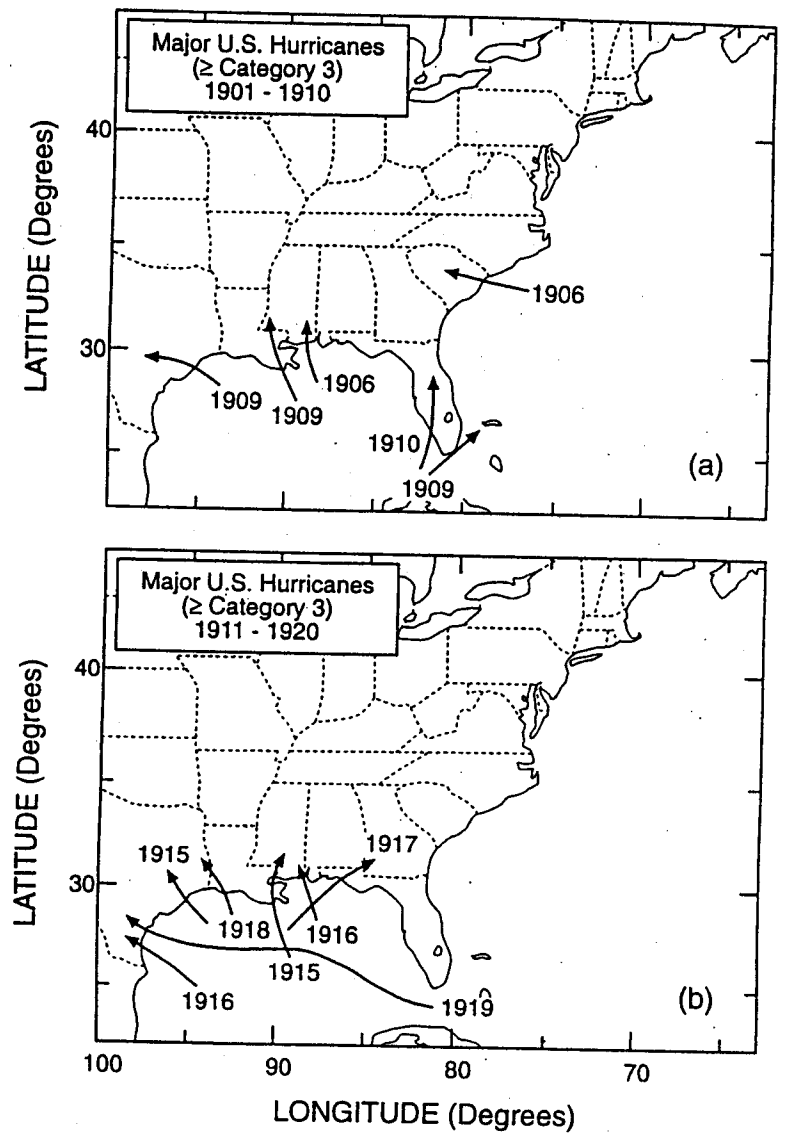 Major U.S. Hurricanes
(≥ Category 3)
1901 - 1910
LATITUDE (Degrees)
40
30
1906
1906
1909
1909
1910
1909
(a)
Major U.S. Hurricanes
(≥ Category 3)
1911 - 1920
LATITUDE (Degrees)
40
30
1917
1915
1918
1916
1915
1916
1919
(b)
100
90
80
70
LONGITUDE (Degrees)